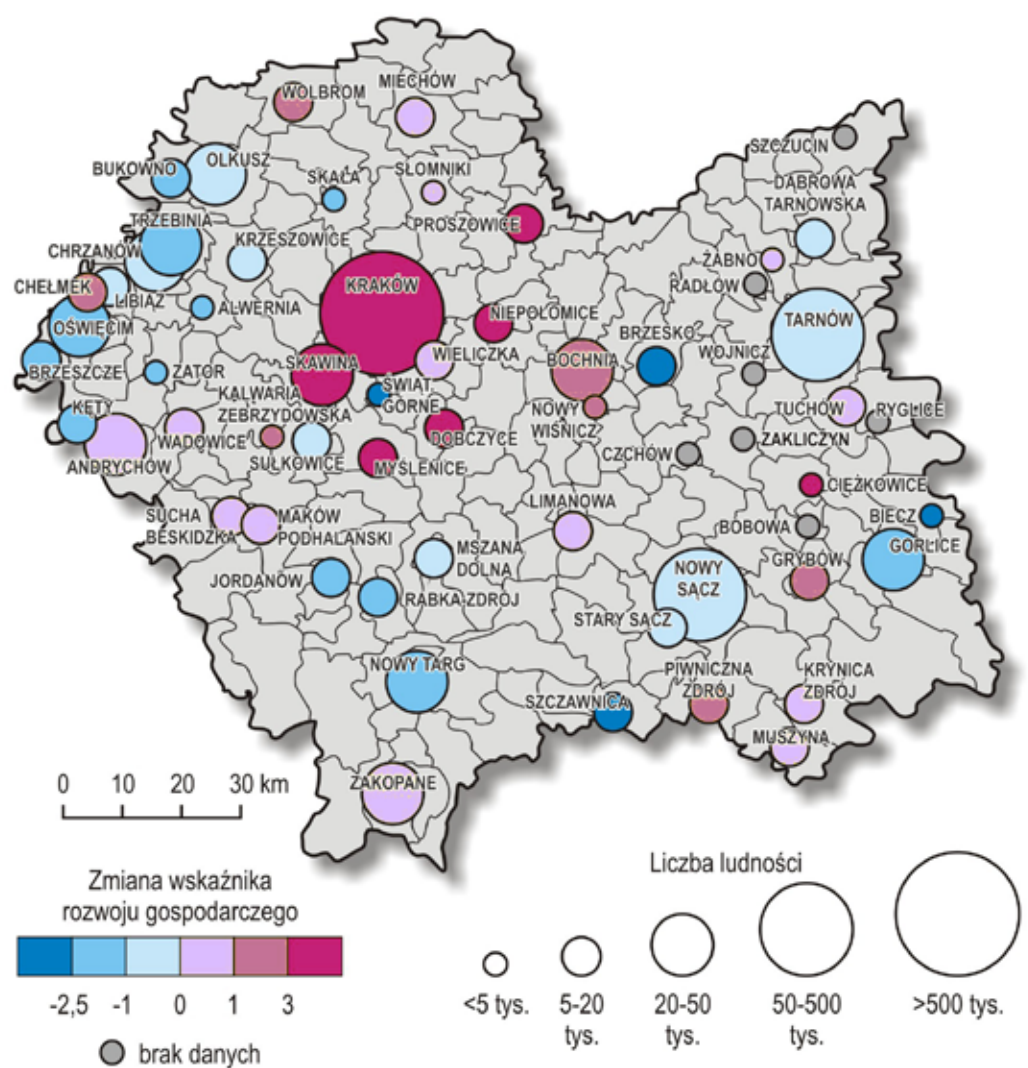 WOLBROM
MIECHÓW
SZCZUCIN
BUKOWNO
OLKUSZ
SKAŁA
SŁOMNIKI
DĄBROWA
TARNOWSKA
TRZEBINIA
PROSZOWICE
CHRZANÓW
KRZESZOWICE
ŻABNO
CHEŁMEK
LIBIĄŻ
KRAKÓW
RADŁÓW
ALWERNIA
NIEPOŁOMICE
OŚWIĘCIM
BRZESKO
TARNÓW
WIELICZKA
WOJNICZ
BRZESZCZE
ZATOR
SKAWINA
BOCHNIA
KALWARIA
ZEBRZYDOWSKA
ŚWIĄT.
GÓRNE
KĘTY
NOWY
WIŚNICZ
TUCHÓW
RYGLICE
WADOWICE
DOBCZYCE
ZAKLICZYN
ANDRYCHÓW
SUŁKOWICE
MYŚLENICE
CZCHÓW
CIĘŻKOWICE
SUCHA
BESKIDZKA
MAKÓW
PODHALAŃSKI
LIMANOWA
BOBOWA
BIECZ
GORLICE
JORDANÓW
MSZANA
DOLNA
NOWY
SĄCZ
GRYBÓW
RABKA-ZDRÓJ
STARY SĄCZ
NOWY TARG
PIWNICZNA
ZDRÓJ
KRYNICA
ZDRÓJ
SZCZAWNICA
MUSZYNA
ZAKOPANE
0 10 20 30 km
Zmiana wskaźnika
rozwoju gospodarczego
-2,5 -1 0 1 3
brak danych
Liczba ludności
<5 tys.
5-20
tys.
20-50
tys.
50-500
tys.
>500 tys.